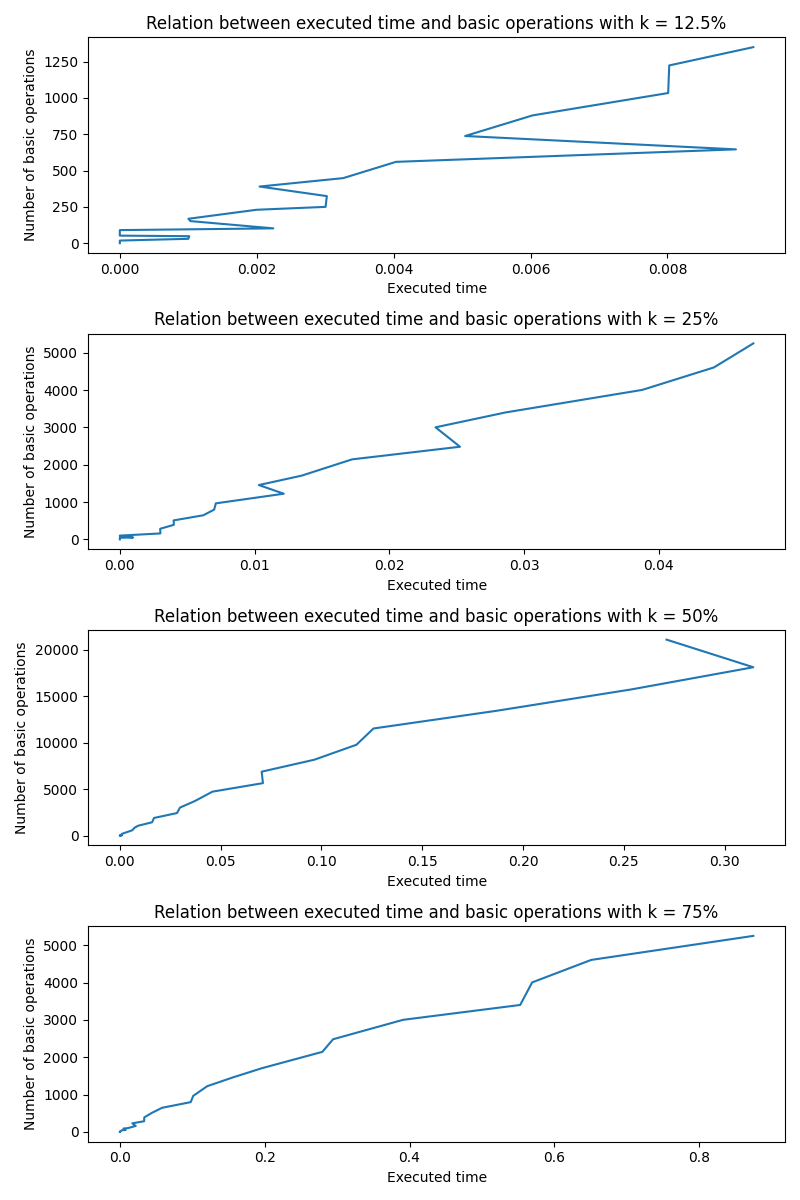 Relation between executed time and basic operations with k = 12.5%
Number of basic operations
1250
1000
750
500
250
0
0.000 0.002 0.004 0.006 0.008
Executed time
Relation between executed time and basic operations with k = 25%
Number of basic operations
5000
4000
3000
2000
1000
0
0.00 0.01 0.02 0.03 0.04
Executed time
Relation between executed time and basic operations with k = 50%
Number of basic operations
20000
15000
10000
5000
0
0.00 0.05 0.10 0.15 0.20 0.25 0.30
Executed time
Relation between executed time and basic operations with k = 75%
Number of basic operations
5000
4000
3000
2000
1000
0
0.0 0.2 0.4 0.6 0.8
Executed time